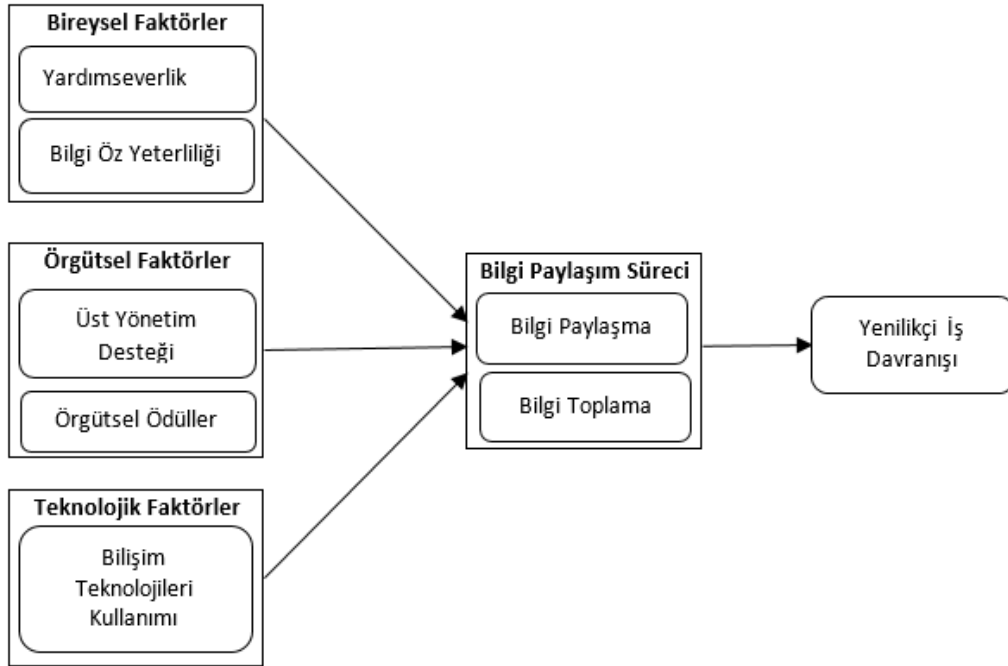 Bireysel Faktörler
Yardımseverlik
Bilgi Öz Yeterliliği
Örgütsel Faktörler
Üst Yönetim
Desteği
Örgütsel Ödüller
Teknolojik Faktörler
Bilişim
Teknolojileri
Kullanımı
Bilgi Paylaşım Süreci
Bilgi Paylaşma
Bilgi Toplama
Yenilikçi İş
Davranışı